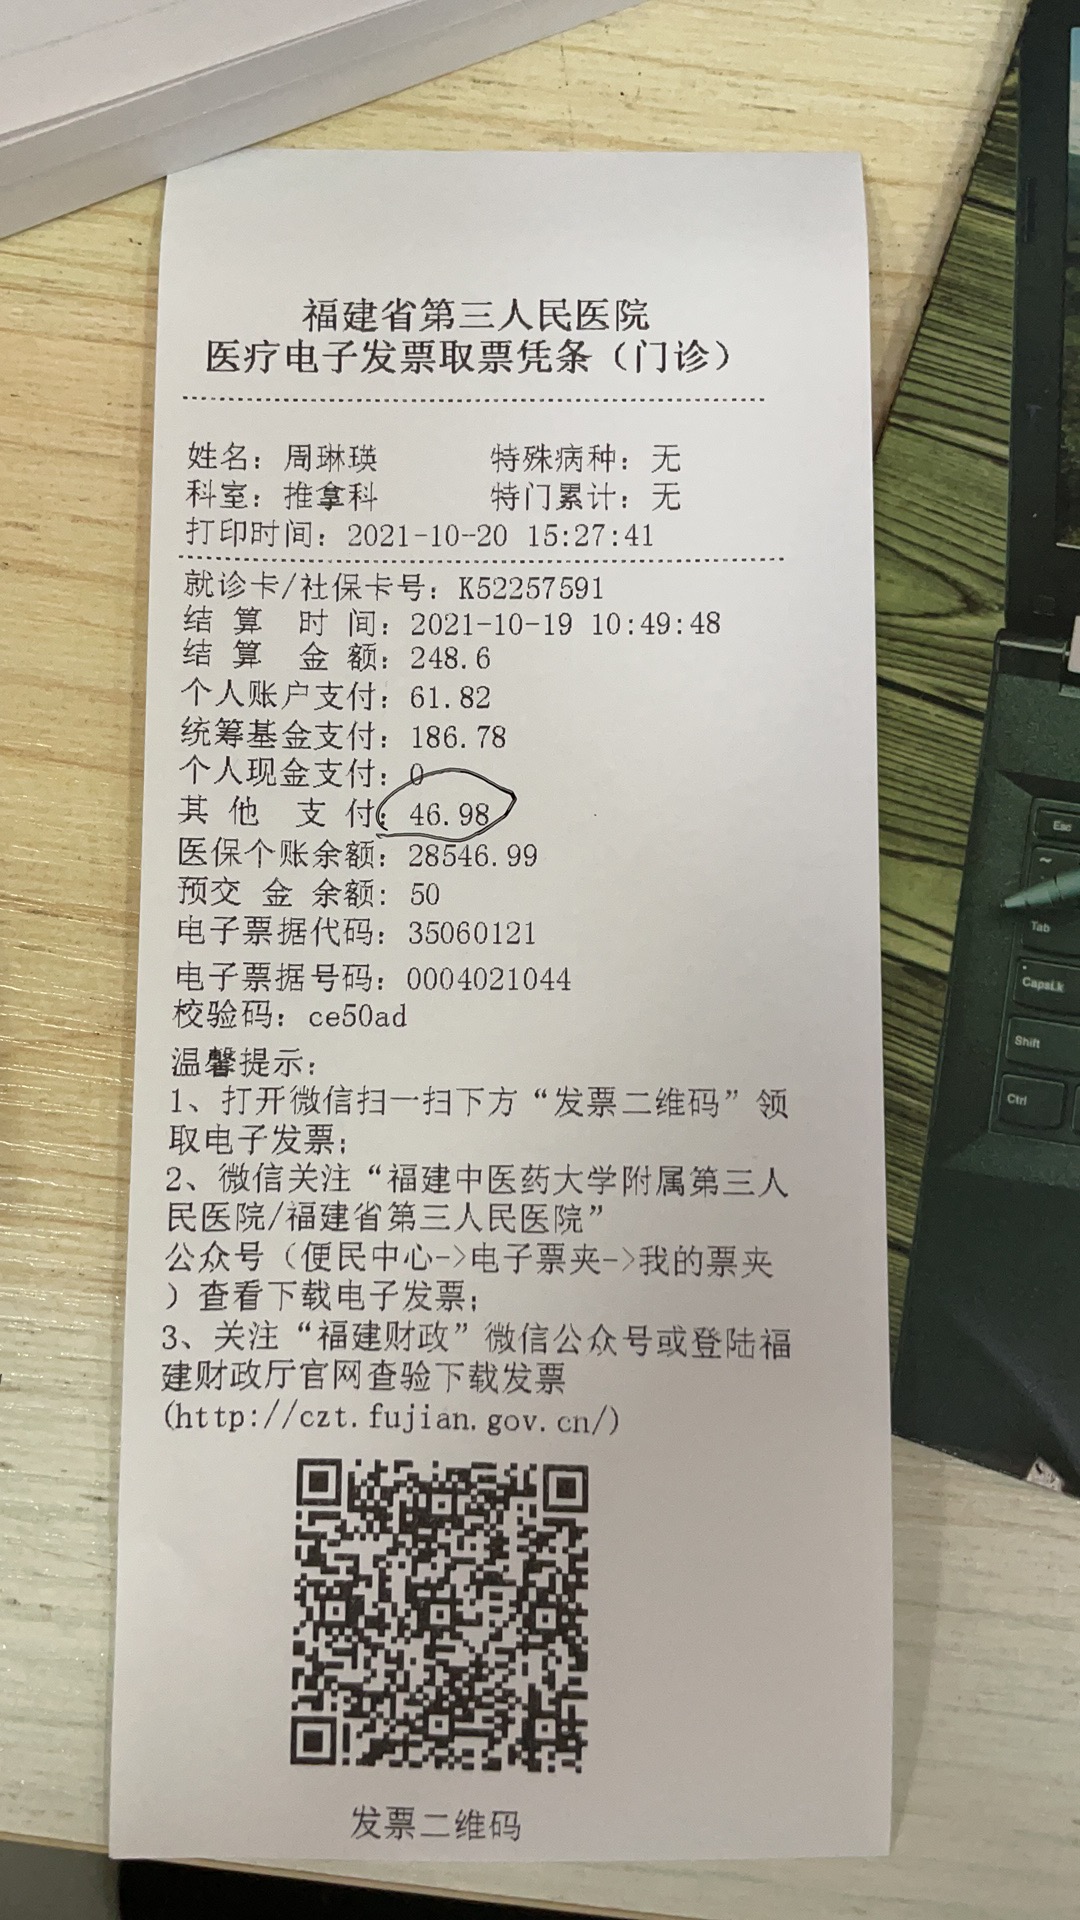 福建省第三人民医院
医疗电子发票取票凭条（门诊）
姓名：周琳瑛 特殊病种：无
科室：推拿科 特门累计：无
打印时间：2021-10-20 15:27:41
就诊卡/社保卡号：K52257591
结 算 时 间：2021-10-19 10:49:48
结 算 金 额：248.6
个人账户支付：61.82
统筹基金支付：186.78
个人现金支付：0
其 他 支 付：46.98
医保个账余额：28546.99
预交 金 余额：50
电子票据代码：35060121
电子票据号码：0004021044
校验码：ce50ad
温馨提示：
1、打开微信扫一扫下方“发票二维码”领
取电子发票；
2、微信关注“福建中医药大学附属第三人
民医院/福建省第三人民医院”
公众号（便民中心->电子票夹->我的票夹
）查看下载电子发票；
3、关注“福建财政”微信公众号或登陆福
建财政厅官网查验下载发票
(http://czt.fujian.gov.cn/)
发票二维码
Esc
~
Tab
CapsLk
Shift
Ctrl